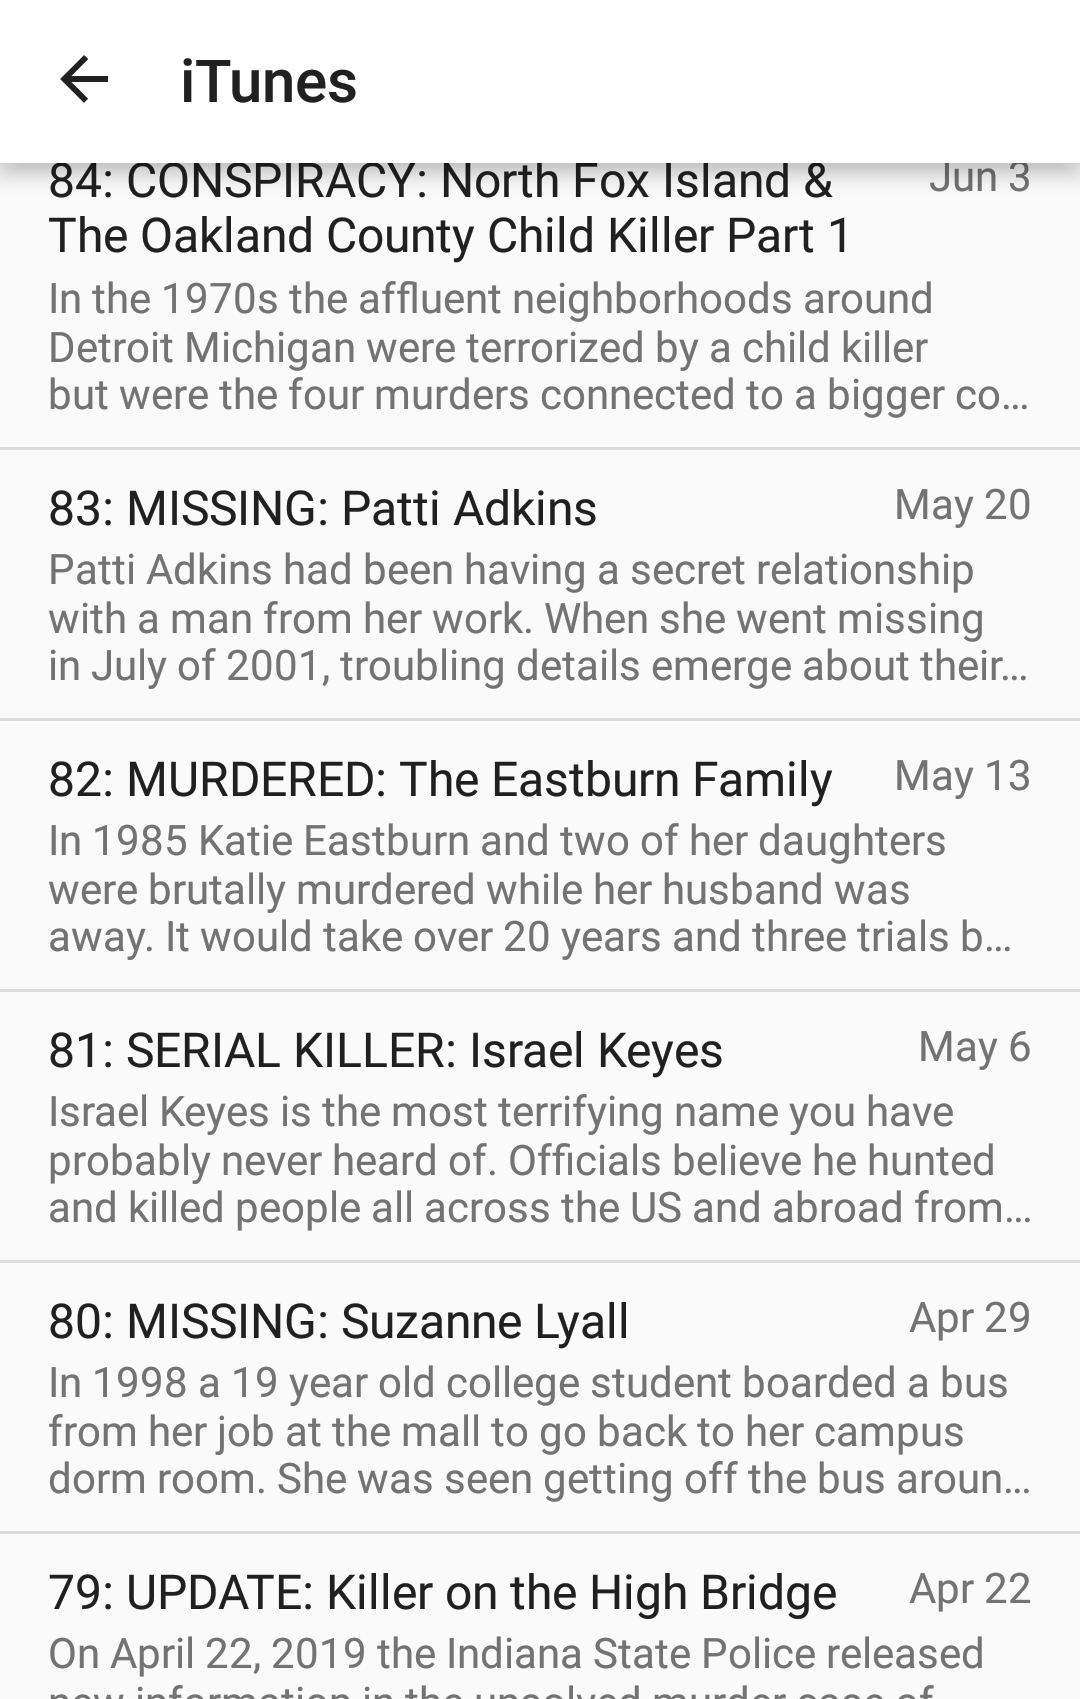 iTunes
84: CONSPIRACY: North Fox Island &
Jun 3
The Oakland County Child Killer Part 1
In the 1970s the affluent neighborhoods around
Detroit Michigan were terrorized by a child killer
but were the four murders connected to a bigger co...
83: MISSING: Patti Adkins
May 20
Patti Adkins had been having a secret relationship
with a man from her work. When she went missing
in July of 2001, troubling details emerge about their...
82: MURDERED: The Eastburn Family
May 13
In 1985 Katie Eastburn and two of her daughters
were brutally murdered while her husband was
away. It would take over 20 years and three trials b...
81: SERIAL KILLER: Israel Keyes
May 6
Israel Keyes is the most terrifying name you have
probably never heard of. Officials believe he hunted
and killed people all across the US and abroad from...
80: MISSING: Suzanne Lyall
Apr 29
In 1998 a 19 year old college student boarded a bus
from her job at the mall to go back to her campus
dorm room. She was seen getting off the bus aroun...
79: UPDATE: Killer on the High Bridge
Apr 22
On April 22, 2019 the Indiana State Police released
new information in the unsolved murder case of